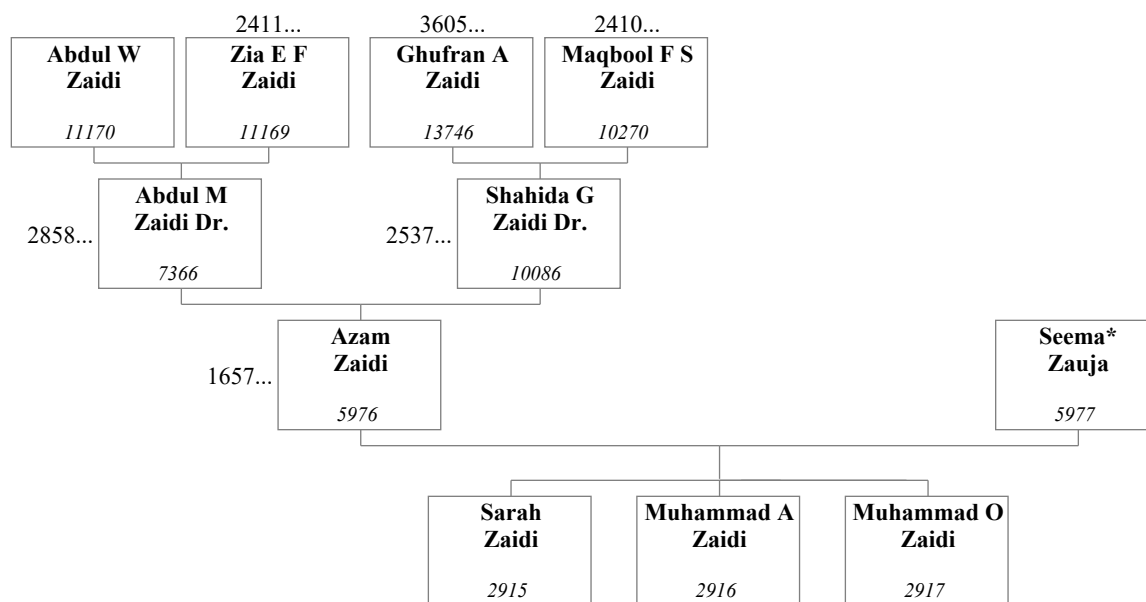 2411... 3605... 2410...
Abdul W Zia E F Ghufran A Maqbool F S
Zaidi Zaidi Zaidi Zaidi
11170 11169 13746 10270
Abdul M Shahida G
Zaidi Dr. Zaidi Dr.
2858... 2537...
7366 10086
Azam Seema*
Zaidi Zauja
1657...
5976 5977
Sarah Muhammad A Muhammad O
Zaidi Zaidi Zaidi
2915 2916 2917